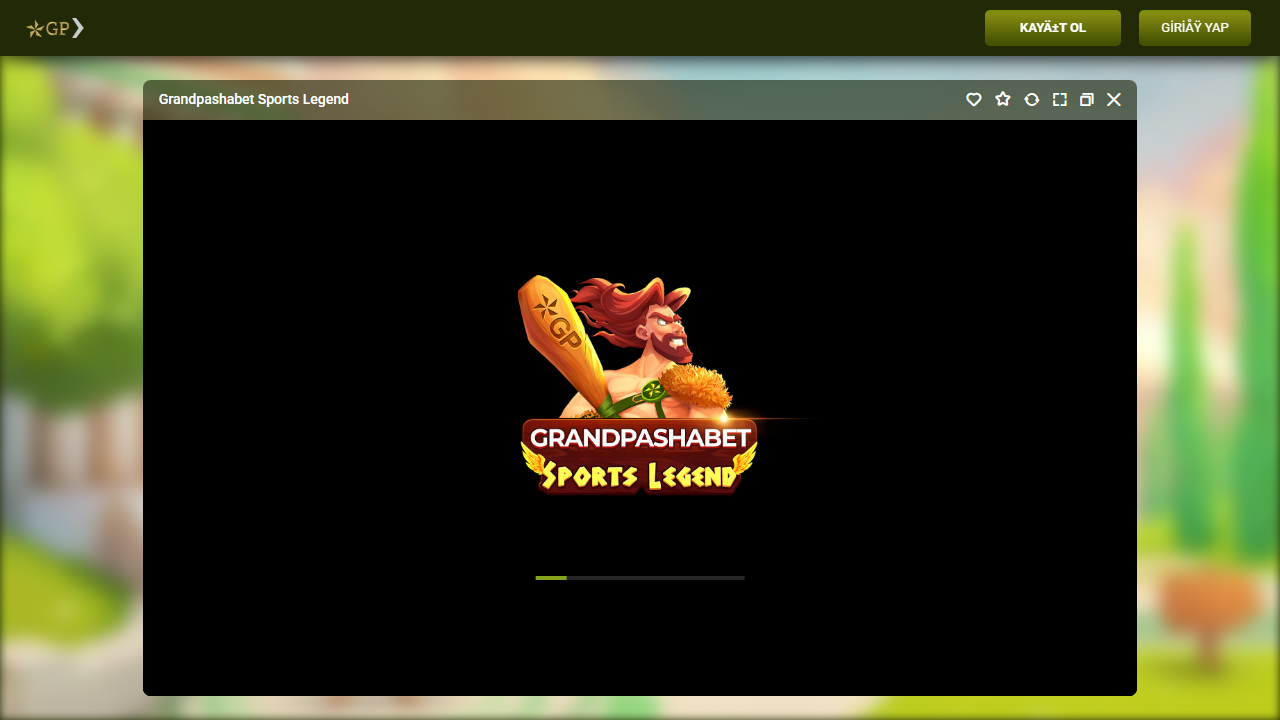 GP
KAYÄ±T OL
GİRİÅŸ YAP
Grandpashabet Sports Legend
GP
GRANDPASHABET
SPORTS LEGEND